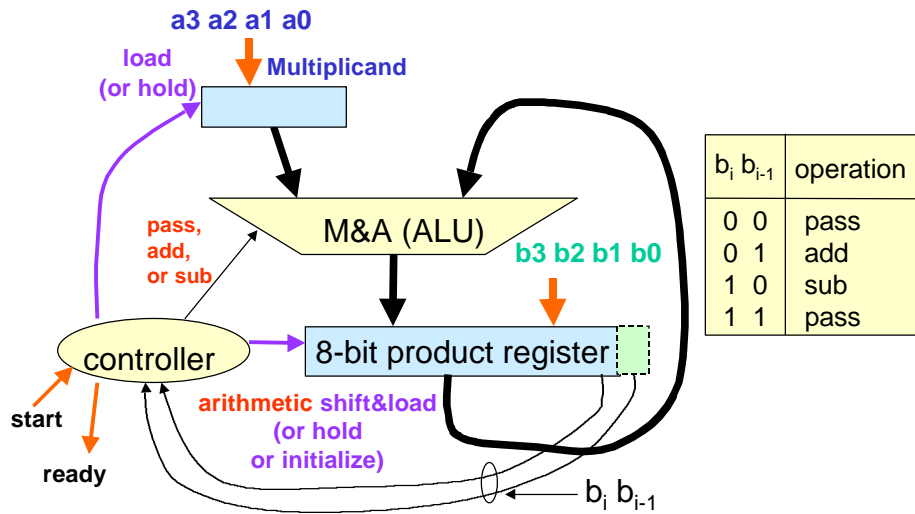 a3 a2 a1 a0
load
(or hold)
Multiplicand
pass,
add,
or sub
M&A (ALU)
b3 b2 b1 b0
controller
8-bit product register
start
ready
arithmetic shift&load
(or hold
or initialize)
bi bi-1
bi bi-1 operation
0 0 pass
0 1 add
1 0 sub
1 1 pass